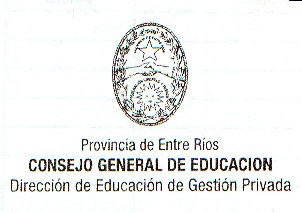 Provincia de Entre Ríos
CONSEJO GENERAL DE EDUCACION
Dirección de Educación de Gestión Privada